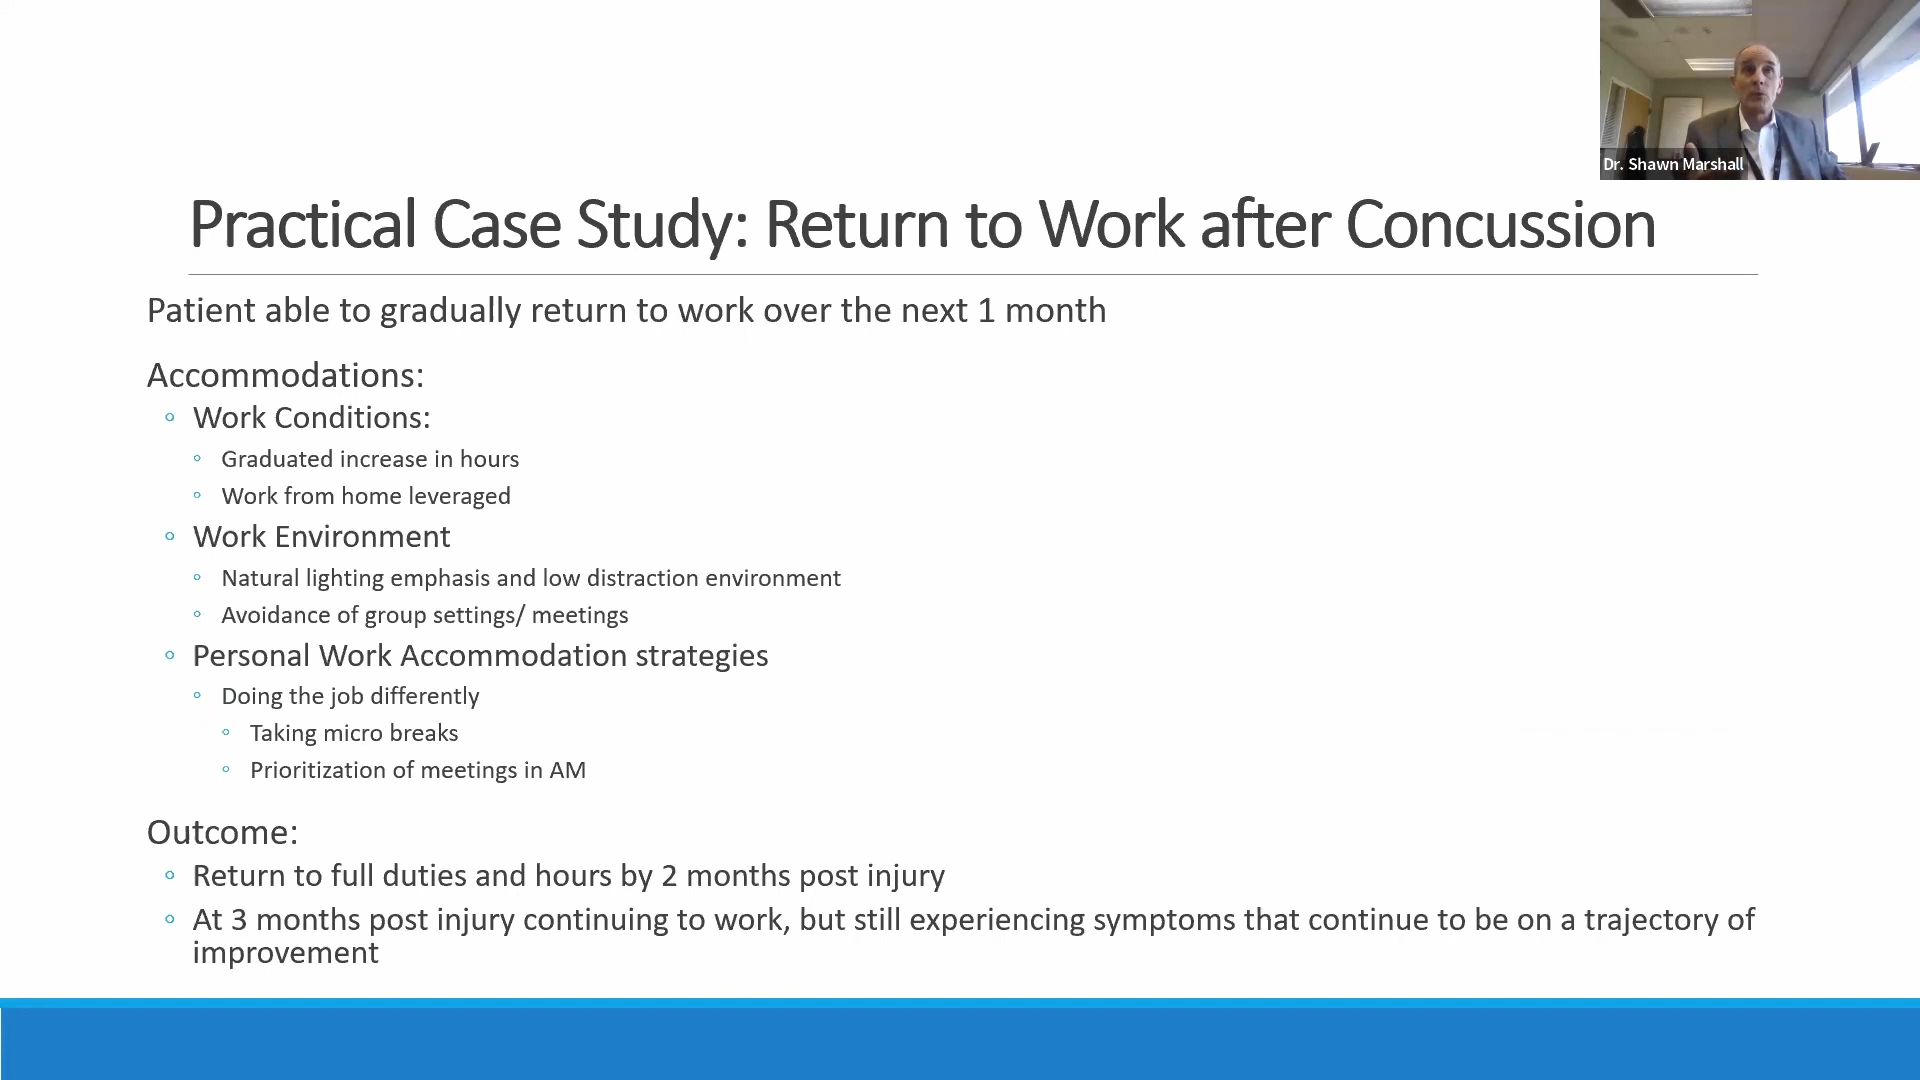 Dr. Shawn Marshall
Practical Case Study: Return to Work after Concussion
Patient able to gradually return to work over the next 1 month
Accommodations:
◦ Work Conditions:
◦ Graduated increase in hours
◦ Work from home leveraged
◦ Work Environment
◦ Natural lighting emphasis and low distraction environment
◦ Avoidance of group settings/ meetings
◦ Personal Work Accommodation strategies
◦ Doing the job differently
◦ Taking micro breaks
◦ Prioritization of meetings in AM
Outcome:
◦ Return to full duties and hours by 2 months post injury
◦ At 3 months post injury continuing to work, but still experiencing symptoms that continue to be on a trajectory of
improvement